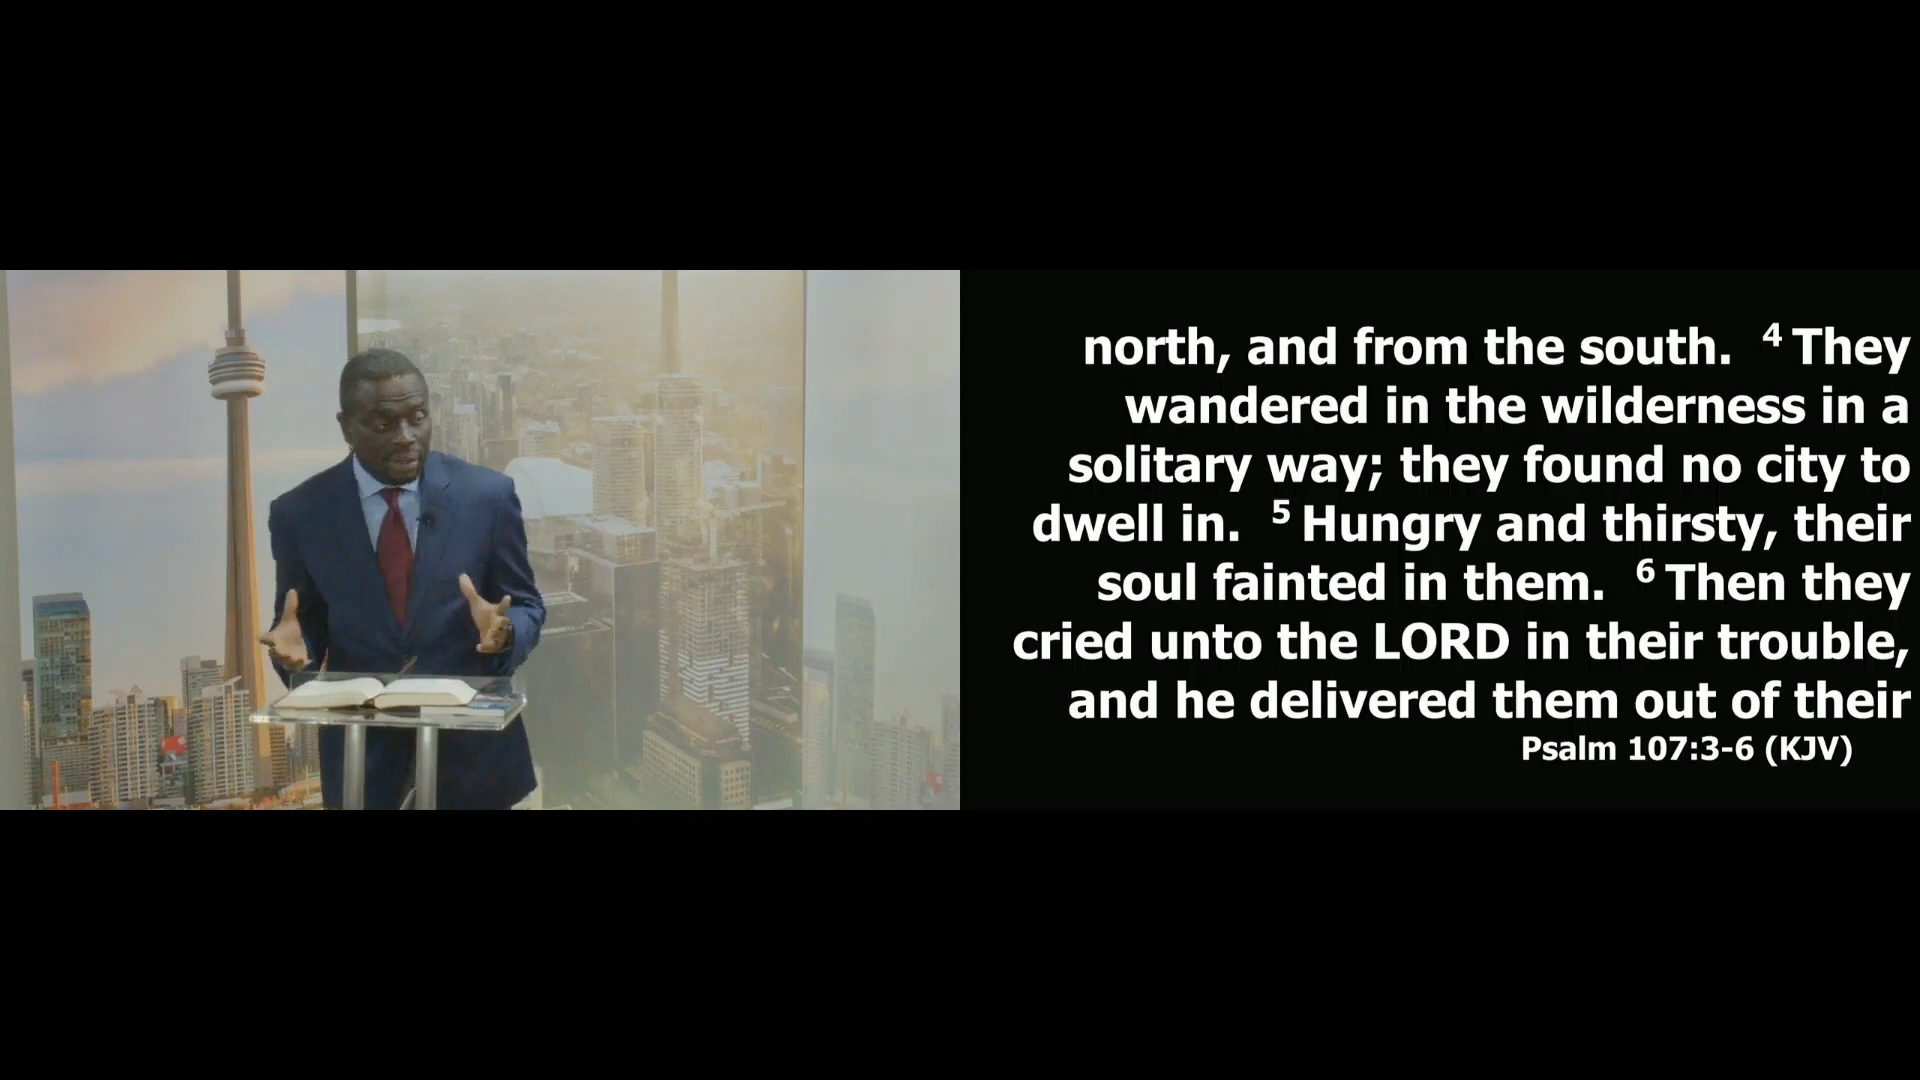 north, and from the south. 4 They
wandered in the wilderness in a
solitary way; they found no city to
dwell in. 5 Hungry and thirsty, their
soul fainted in them. 6 Then they
cried unto the LORD in their trouble,
and he delivered them out of their
Psalm 107:3-6 (KJV)